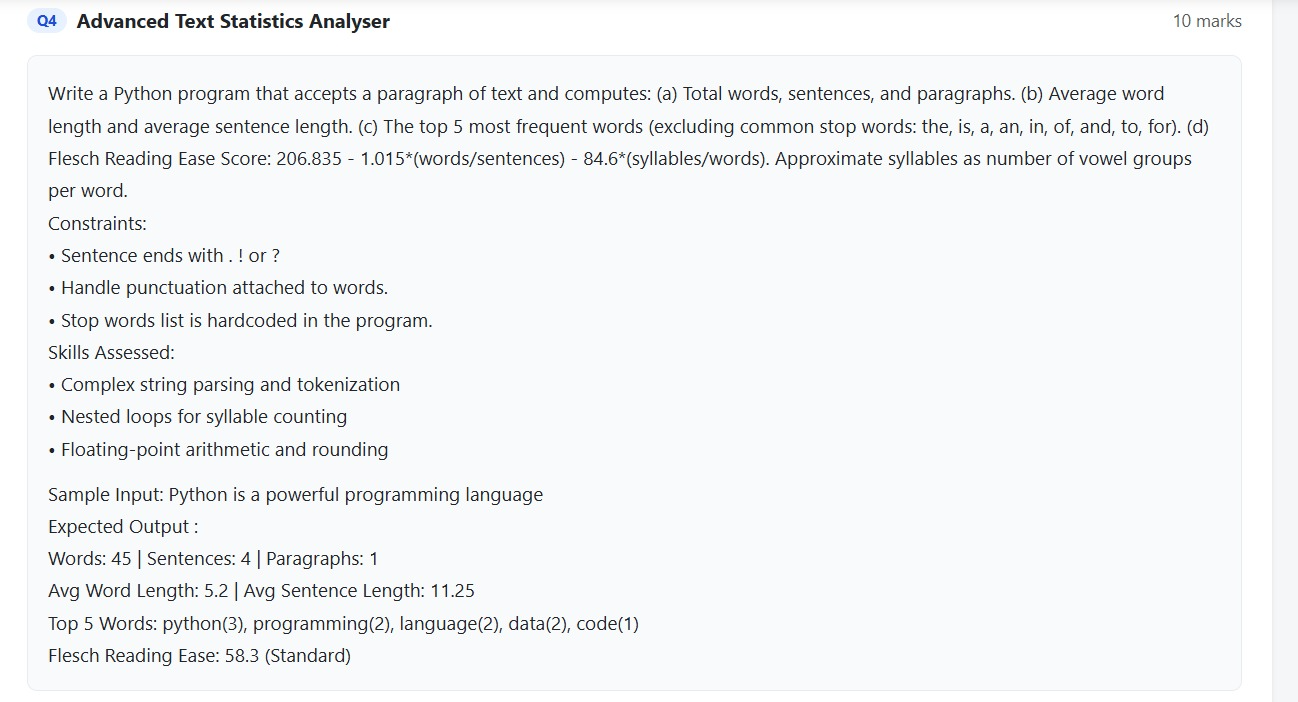 Q4 Advanced Text Statistics Analyser 10 marks
Write a Python program that accepts a paragraph of text and computes: (a) Total words, sentences, and paragraphs. (b) Average word
length and average sentence length. (c) The top 5 most frequent words (excluding common stop words: the, is, a, an, in, of, and, to, for). (d)
Flesch Reading Ease Score: 206.835 - 1.015*(words/sentences) - 84.6*(syllables/words). Approximate syllables as number of vowel groups
per word.
Constraints:
• Sentence ends with . ! or ?
• Handle punctuation attached to words.
• Stop words list is hardcoded in the program.
Skills Assessed:
• Complex string parsing and tokenization
• Nested loops for syllable counting
• Floating-point arithmetic and rounding
Sample Input: Python is a powerful programming language
Expected Output :
Words: 45 | Sentences: 4 | Paragraphs: 1
Avg Word Length: 5.2 | Avg Sentence Length: 11.25
Top 5 Words: python(3), programming(2), language(2), data(2), code(1)
Flesch Reading Ease: 58.3 (Standard)